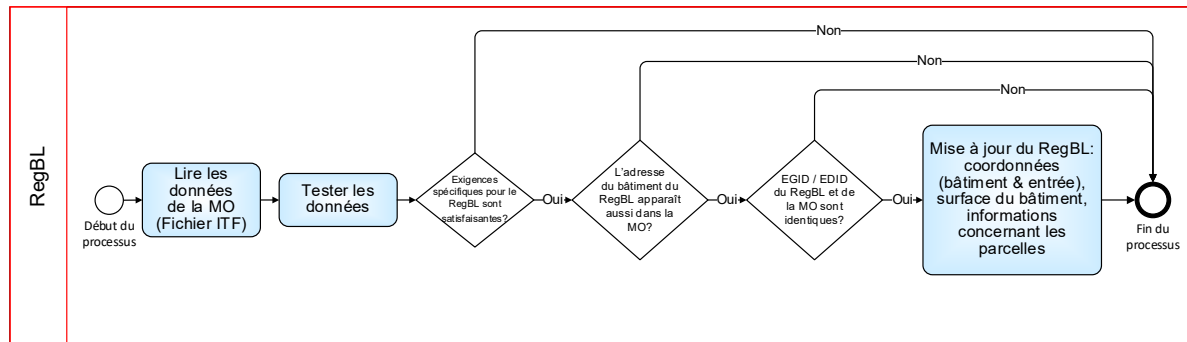 RegBL
Début du
processus
Lire les
données
de la MO
(Fichier ITF)
Tester les
données
Exigences
spécifiques pour le
RegBL sont
satisfaisantes?
Oui
L'adresse
du bâtiment du
RegBL apparaît
aussi dans la
MO?
Oui
EGID / EDID
du RegBL et de
la MO sont
identiques?
Oui
Mise à jour du RegBL:
coordonnées
(bâtiment & entrée),
surface du bâtiment,
informations
concernant les
parcelles
Non
Non
Non
Fin du
processus